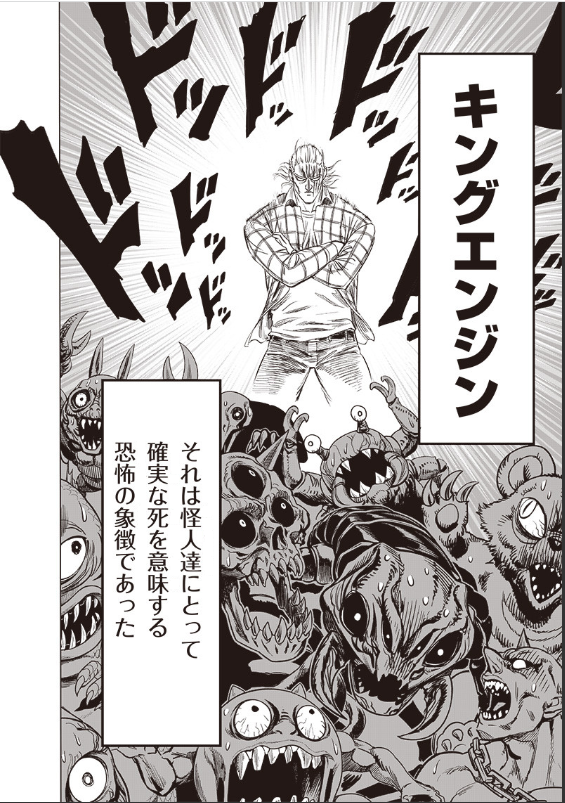 キングエンジン
ドドドドッドッドッドッドッ
それは怪人達にとって
確実な死を意味する
恐怖の象徴であった